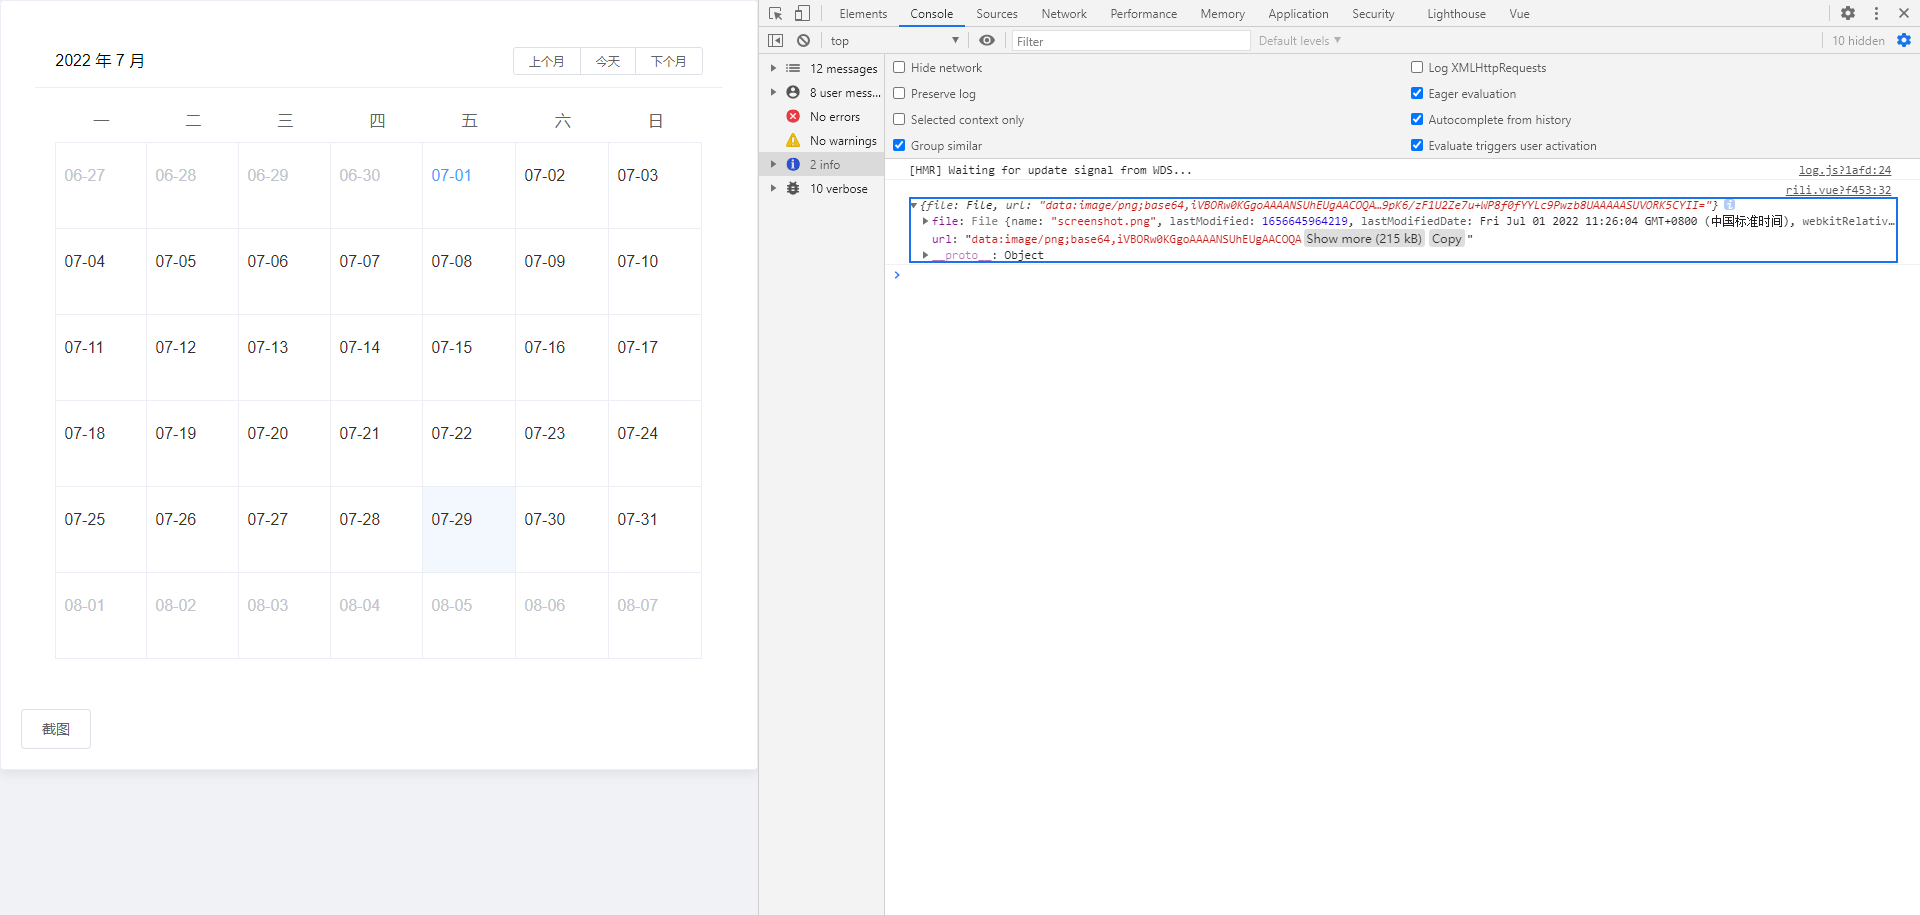 2022 年 7 月
上个月 今天 下个月
一 二 三 四 五 六 日
06-27 06-28 06-29 06-30 07-01 07-02 07-03
07-04 07-05 07-06 07-07 07-08 07-09 07-10
07-11 07-12 07-13 07-14 07-15 07-16 07-17
07-18 07-19 07-20 07-21 07-22 07-23 07-24
07-25 07-26 07-27 07-28 07-29 07-30 07-31
08-01 08-02 08-03 08-04 08-05 08-06 08-07
截图
Elements Console Sources Network Performance Memory Application Security Lighthouse Vue
top Filter Default levels 10 hidden
12 messages
8 user mess...
No errors
No warnings
2 info
10 verbose
Hide network Log XMLHttpRequests
Preserve log Eager evaluation
Selected context only Autocomplete from history
Group similar Evaluate triggers user activation
[HMR] Waiting for update signal from WDS... log.js?1afd:24
rili.vue?f453:32
{file: File, url: "data:image/png;base64,iVBORw0KGgoAAAANSUhEUgAACOQA…9pK6/zF1U2Ze7u+WP8f0fYYLc9Pwzb8UAAAAASUVORK5CYII="}
file: File {name: "screenshot.png", lastModified: 1656645964219, lastModifiedDate: Fri Jul 01 2022 11:26:04 GMT+0800 (中国标准时间), webkitRelativ…
url: "data:image/png;base64,iVBORw0KGgoAAAANSUhEUgAACOQA Show more (215 kB) Copy "
__proto__: Object